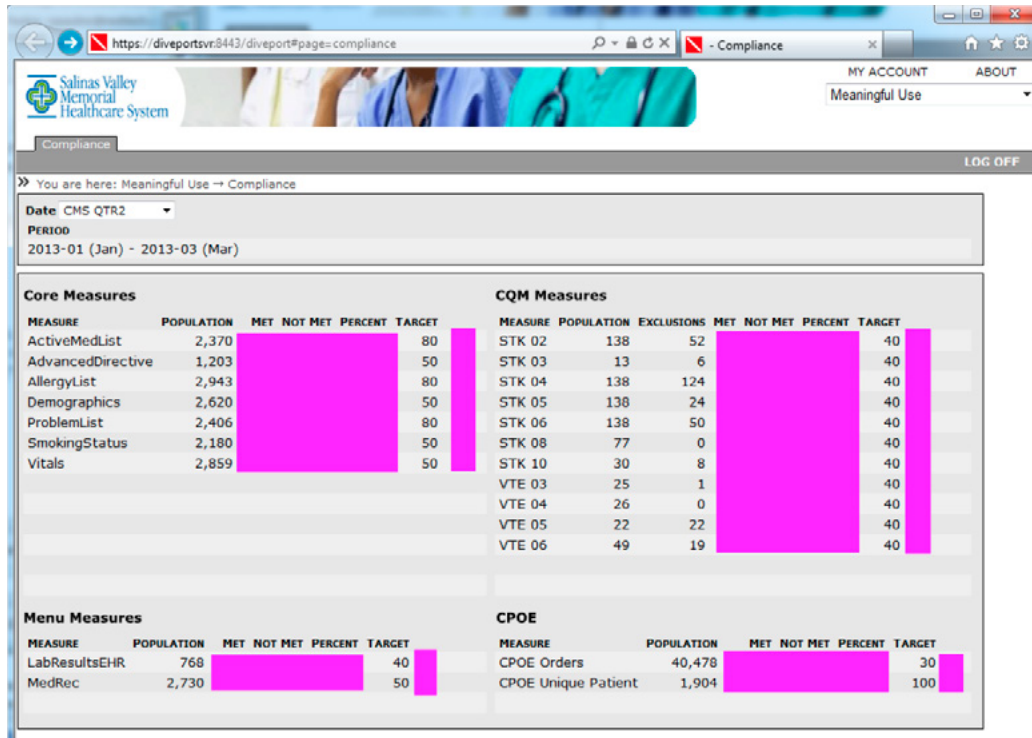 https://diveportsvr:8443/diveport#page=compliance
- Compliance
Salinas Valley
Memorial
Healthcare System
MY ACCOUNT ABOUT
Meaningful Use
Compliance
LOG OFF
» You are here: Meaningful Use → Compliance
Date CMS QTR2
PERIOD
2013-01 (Jan) - 2013-03 (Mar)
Core Measures
MEASURE POPULATION MET NOT MET PERCENT TARGET
ActiveMedList 2,370 80
AdvancedDirective 1,203 50
AllergyList 2,943 80
Demographics 2,620 50
ProblemList 2,406 80
SmokingStatus 2,180 50
Vitals 2,859 50
CQM Measures
MEASURE POPULATION EXCLUSIONS MET NOT MET PERCENT TARGET
STK 02 138 52 40
STK 03 13 6 40
STK 04 138 124 40
STK 05 138 24 40
STK 06 138 50 40
STK 08 77 0 40
STK 10 30 8 40
VTE 03 25 1 40
VTE 04 26 0 40
VTE 05 22 22 40
VTE 06 49 19 40
Menu Measures
MEASURE POPULATION MET NOT MET PERCENT TARGET
LabResultsEHR 768 40
MedRec 2,730 50
CPOE
MEASURE POPULATION MET NOT MET PERCENT TARGET
CPOE Orders 40,478 30
CPOE Unique Patient 1,904 100